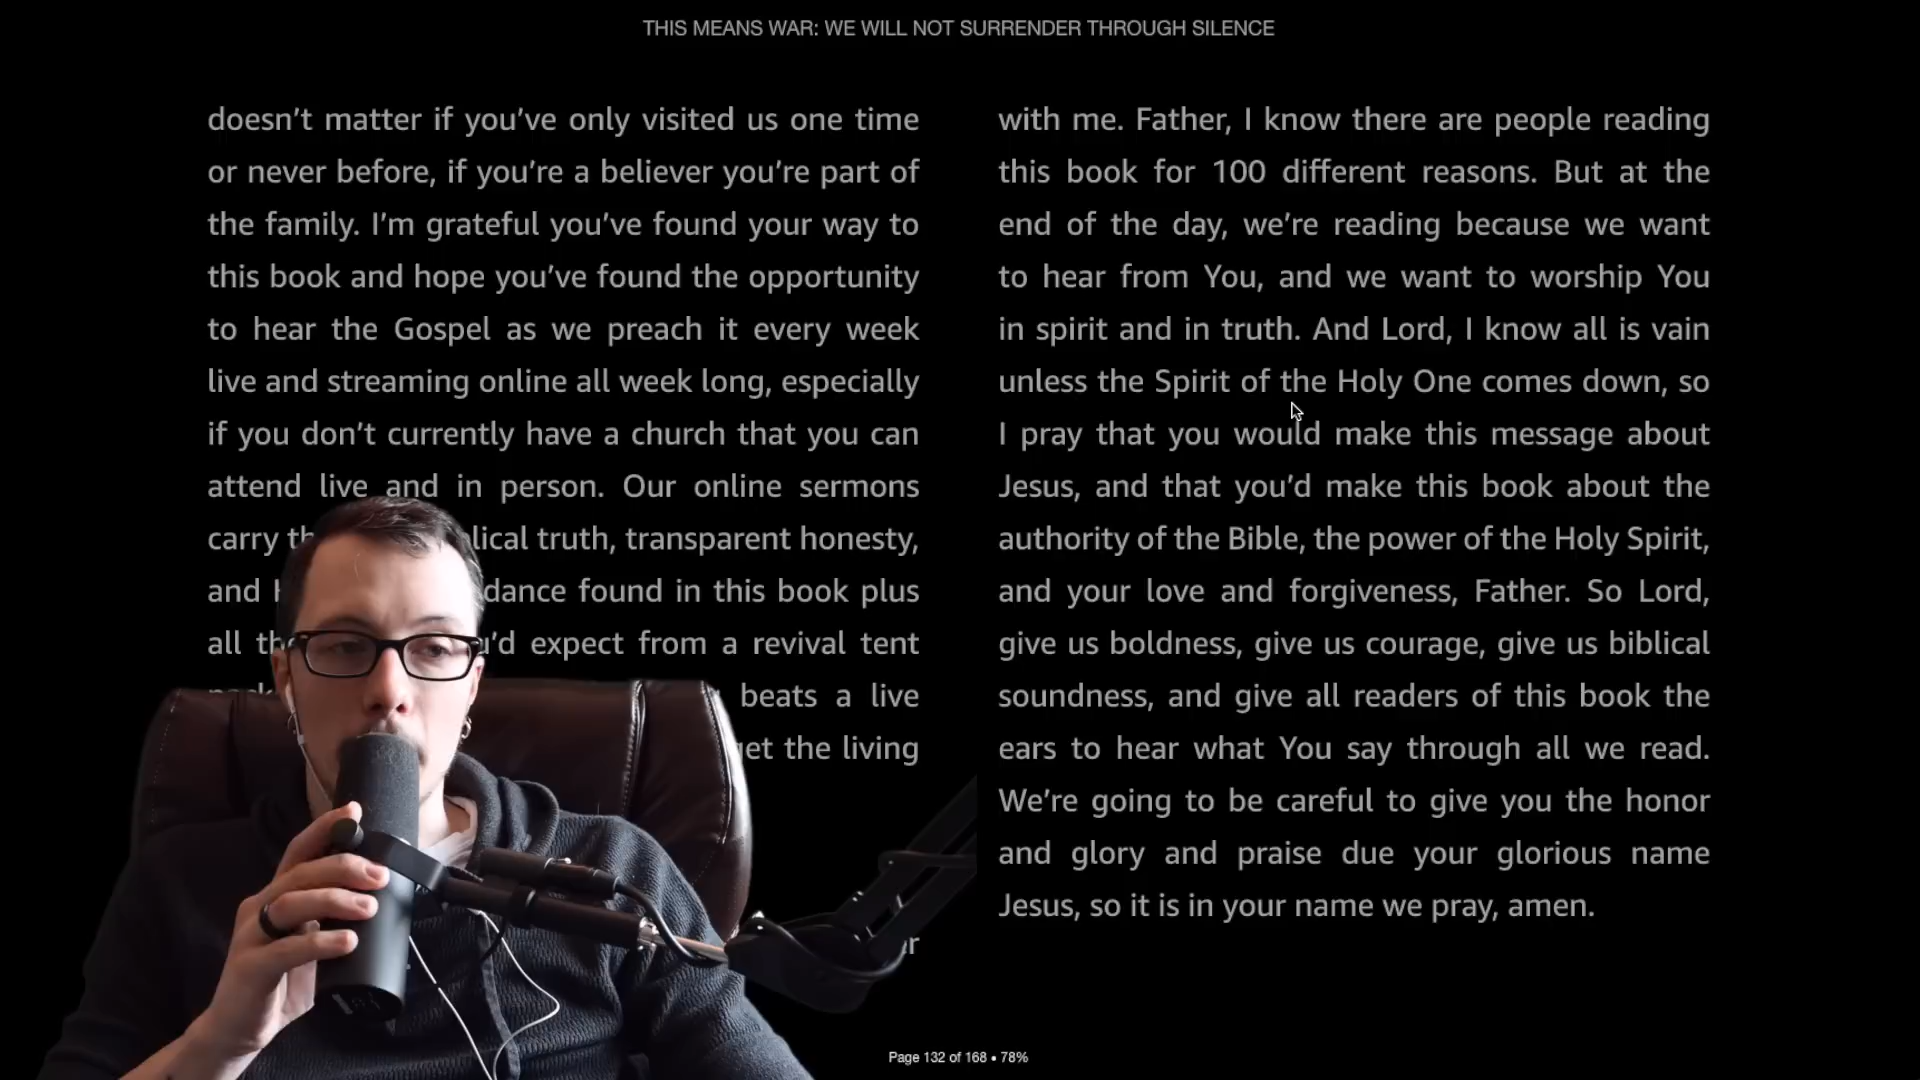 THIS MEANS WAR: WE WILL NOT SURRENDER THROUGH SILENCE
doesn’t matter if you’ve only visited us one time
or never before, if you’re a believer you’re part of
the family. I’m grateful you’ve found your way to
this book and hope you’ve found the opportunity
to hear the Gospel as we preach it every week
live and streaming online all week long, especially
if you don’t currently have a church that you can
attend live and in person. Our online sermons
carry truth, transparent honesty,
and found in this book plus
all expect from a revival tent
beats a live
the living
with me. Father, I know there are people reading
this book for 100 different reasons. But at the
end of the day, we’re reading because we want
to hear from You, and we want to worship You
in spirit and in truth. And Lord, I know all is vain
unless the Spirit of the Holy One comes down, so
I pray that you would make this message about
Jesus, and that you’d make this book about the
authority of the Bible, the power of the Holy Spirit,
and your love and forgiveness, Father. So Lord,
give us boldness, give us courage, give us biblical
soundness, and give all readers of this book the
ears to hear what You say through all we read.
We’re going to be careful to give you the honor
and glory and praise due your glorious name
Jesus, so it is in your name we pray, amen.
Page 132 of 168 • 78%